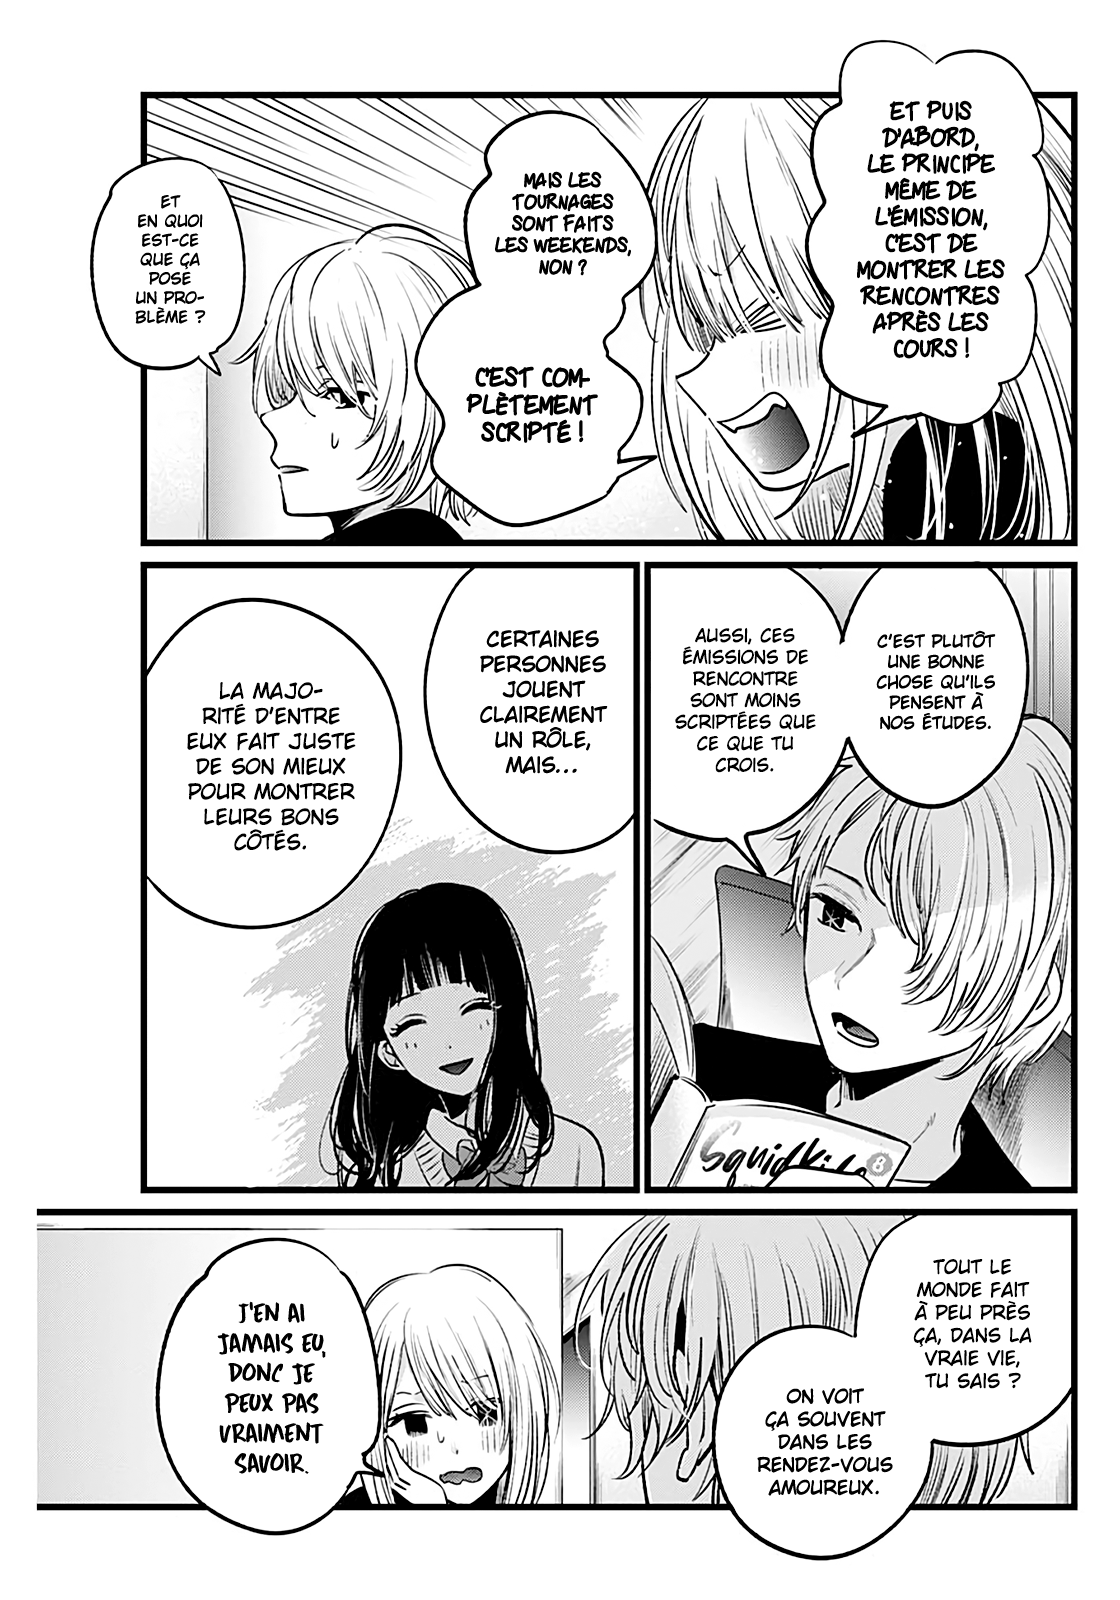 ET PUIS
D'ABORD,
LE PRINCIPE
MÊME DE
L'ÉMISSION,
C'EST DE
MONTRER LES
RENCONTRES
APRÈS LES
COURS !
MAIS LES
TOURNAGES
SONT FAITS
LES WEEKENDS,
NON ?
C'EST COM-
PLÈTEMENT
SCRIPTÉ !
ET
EN QUOI
EST-CE
QUE ÇA
POSE
UN PRO-
BLÈME ?
C'EST PLUTÔT
UNE BONNE
CHOSE QU'ILS
PENSENT À
NOS ÉTUDES.
AUSSI, CES
ÉMISSIONS DE
RENCONTRE
SONT MOINS
SCRIPTÉES QUE
CE QUE TU
CROIS.
8
CERTAINES
PERSONNES
JOUENT
CLAIREMENT
UN RÔLE,
MAIS...
LA MAJO-
RITÉ D'ENTRE
EUX FAIT JUSTE
DE SON MIEUX
POUR MONTRER
LEURS BONS
CÔTÉS.
TOUT LE
MONDE FAIT
À PEU PRÈS
ÇA, DANS LA
VRAIE VIE,
TU SAIS ?
ON VOIT
ÇA SOUVENT
DANS LES
RENDEZ-VOUS
AMOUREUX.
J'EN AI
JAMAIS EU,
DONC JE
PEUX PAS
VRAIMENT
SAVOIR.